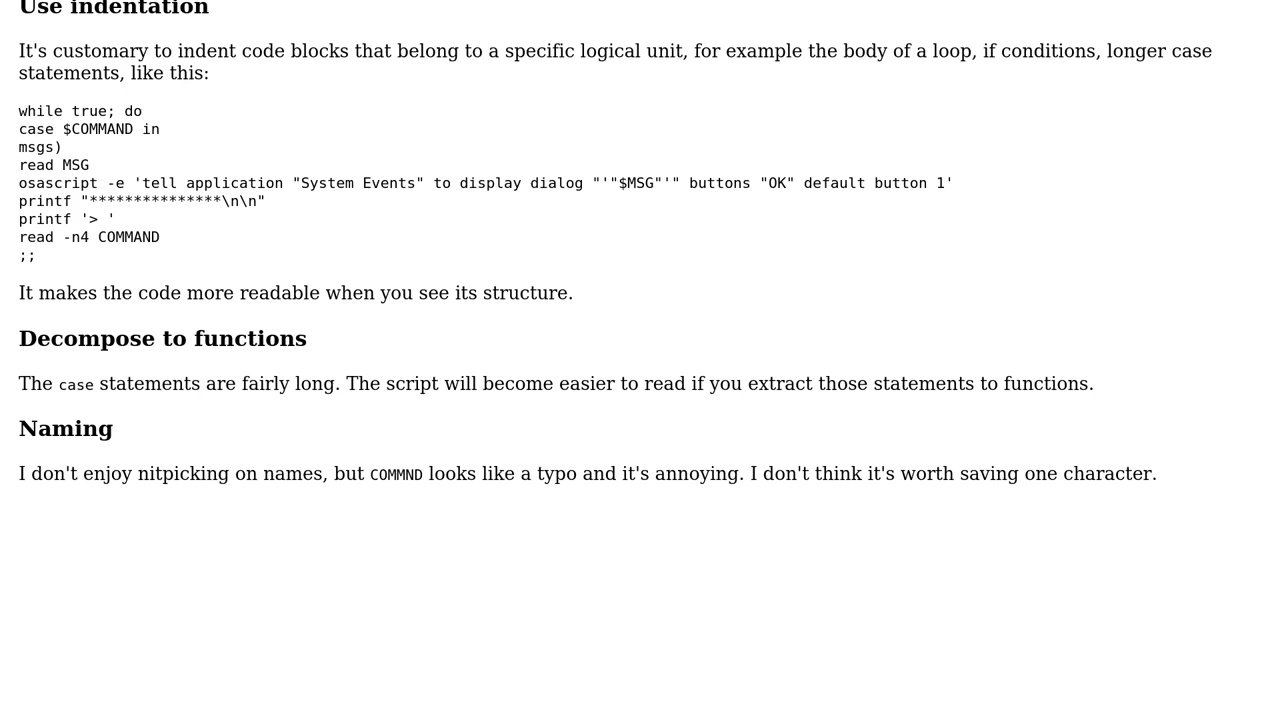 Use indentation
It's customary to indent code blocks that belong to a specific logical unit, for example the body of a loop, if conditions, longer case
statements, like this:
while true; do
case $COMMAND in
msgs)
read MSG
osascript -e 'tell application "System Events" to display dialog "'"$MSG"'" buttons "OK" default button 1'
printf "***************\n\n"
printf '> '
read -n4 COMMAND
;;
It makes the code more readable when you see its structure.
Decompose to functions
The case statements are fairly long. The script will become easier to read if you extract those statements to functions.
Naming
I don't enjoy nitpicking on names, but COMMND looks like a typo and it's annoying. I don't think it's worth saving one character.